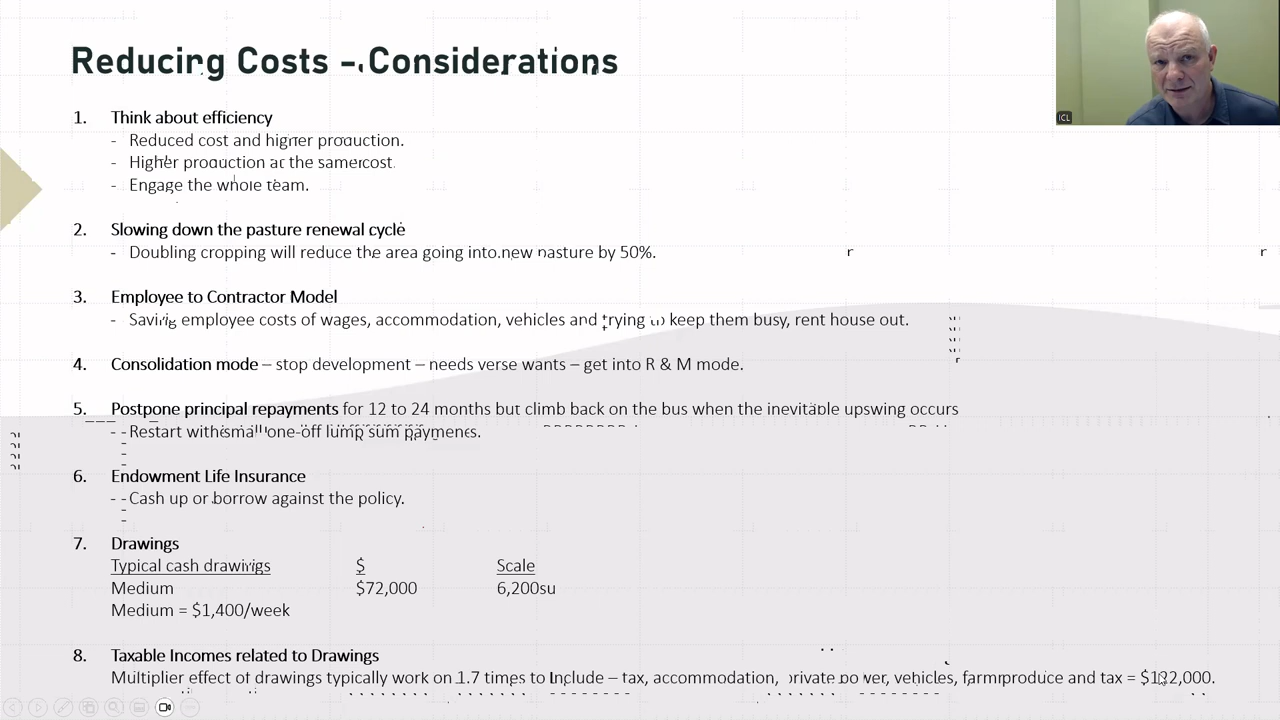 Reducing Costs - Considerations
ICL
1. Think about efficiency
- Reduced cost and higher production.
- Higher production at the same cost.
- Engage the whole team.
2. Slowing down the pasture renewal cycle
- Doubling cropping will reduce the area going into new pasture by 50%.
3. Employee to Contractor Model
- Saving employee costs of wages, accommodation, vehicles and trying to keep them busy, rent house out.
4. Consolidation mode – stop development – needs verse wants – get into R & M mode.
5. Postpone principal repayments for 12 to 24 months but climb back on the bus when the inevitable upswing occurs
- Restart with small one-off lump sum payments.
6. Endowment Life Insurance
- Cash up or borrow against the policy.
7. Drawings
Typical cash drawings $ Scale
Medium $72,000 6,200su
Medium = $1,400/week
8. Taxable Incomes related to Drawings
Multiplier effect of drawings typically work on 1.7 times to Include – tax, accommodation, private power, vehicles, farm produce and tax =